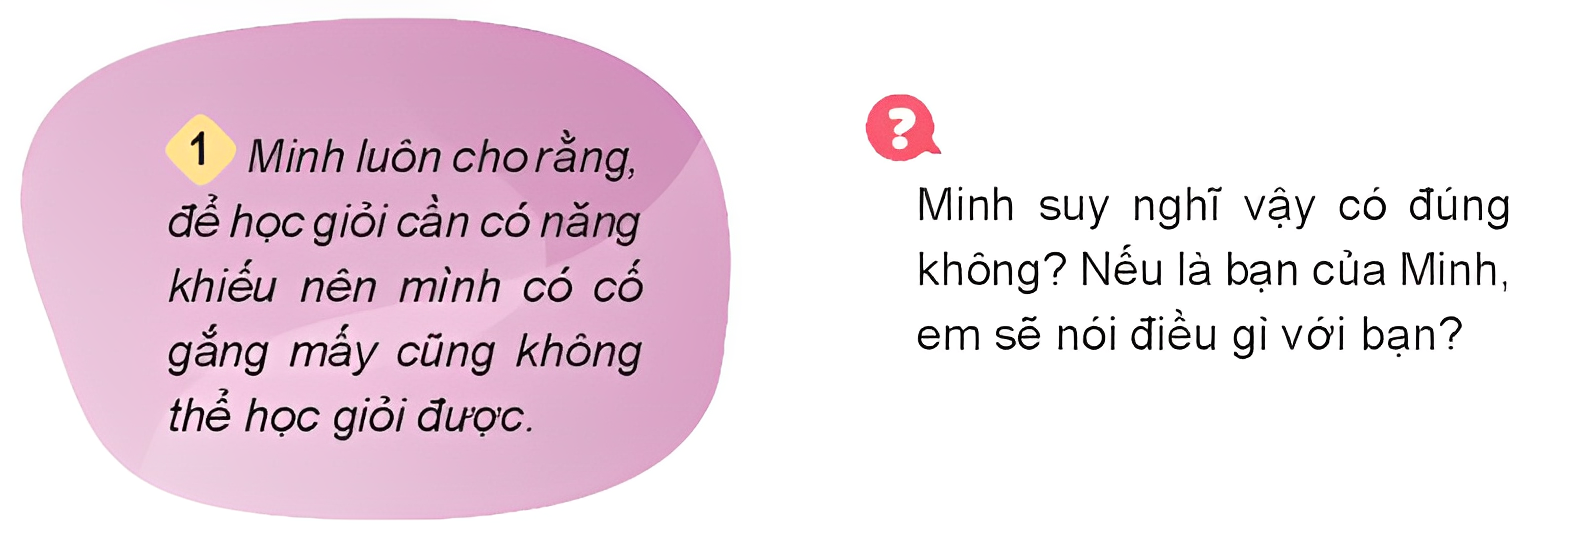 1 Minh luôn cho rằng,
để học giỏi cần có năng
khiếu nên mình có cố
gắng mấy cũng không
thể học giỏi được.
?
Minh suy nghĩ vậy có đúng
không? Nếu là bạn của Minh,
em sẽ nói điều gì với bạn?